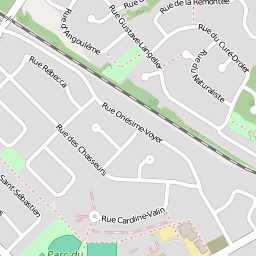 Rue de la Remontée
Rue d'Angoulême
Rue Gustave-Langelier
Rue du Curé-Drolet
Rue du Naturaliste
Rue Rébecca
Rue Onésime-Voyer
Rue des Chasseurs
Saint-Sébastien
Rue Caroline-Valin
Parc du